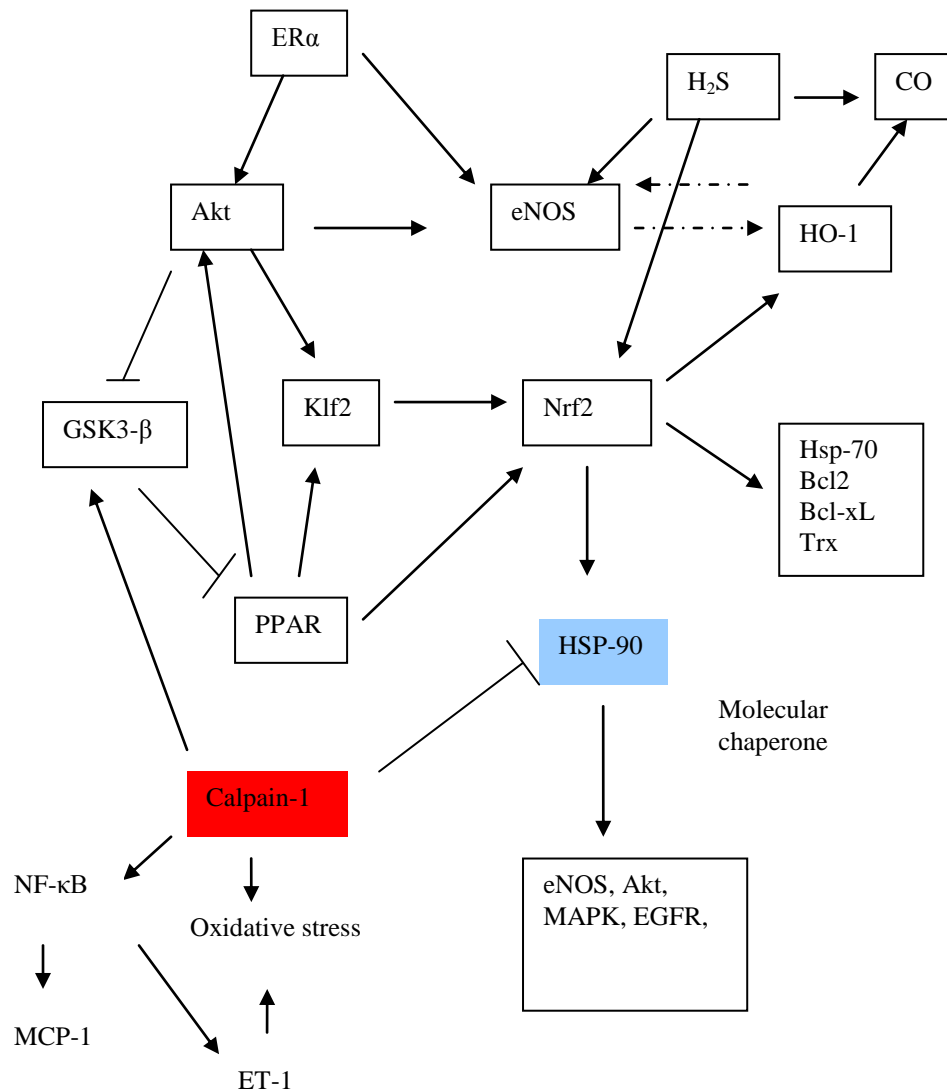 ERα
H₂S
CO
Akt
eNOS
HO-1
GSK3-β
Klf2
Nrf2
Hsp-70
Bcl2
Bcl-xL
Trx
PPAR
HSP-90
Molecular
chaperone
Calpain-1
NF-κB
Oxidative stress
eNOS, Akt,
MAPK, EGFR,
MCP-1
ET-1